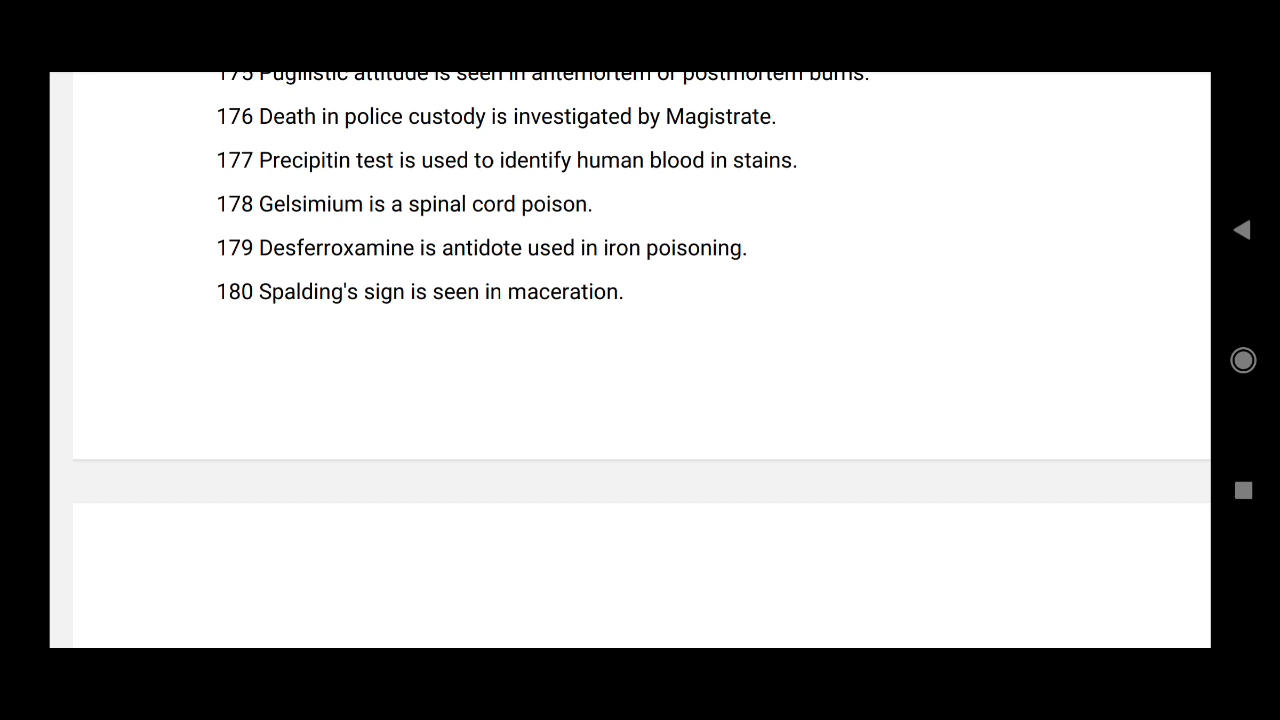 175 Pugilistic attitude is seen in antemortem or postmortem burns.
176 Death in police custody is investigated by Magistrate.
177 Precipitin test is used to identify human blood in stains.
178 Gelsimium is a spinal cord poison.
179 Desferroxamine is antidote used in iron poisoning.
180 Spalding's sign is seen in maceration.